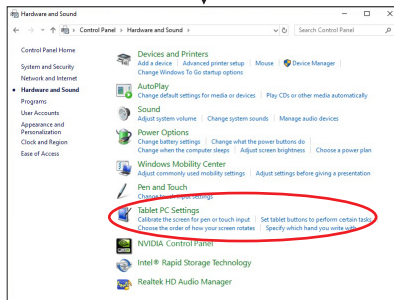 Hardware and Sound
Control Panel > Hardware and Sound >
Search Control Panel
Control Panel Home
System and Security
Network and Internet
Hardware and Sound
Programs
User Accounts
Appearance and
Personalization
Clock and Region
Ease of Access
Devices and Printers
Add a device | Advanced printer setup | Mouse | Device Manager |
Change Windows To Go startup options
AutoPlay
Change default settings for media or devices | Play CDs or other media automatically
Sound
Adjust system volume | Change system sounds | Manage audio devices
Power Options
Change battery settings | Change what the power buttons do |
Change when the computer sleeps | Adjust screen brightness | Choose a power plan
Windows Mobility Center
Adjust commonly used mobility settings | Adjust settings before giving a presentation
Pen and Touch
Change touch input settings
Tablet PC Settings
Calibrate the screen for pen or touch input | Set tablet buttons to perform certain tasks
Choose the order of how your screen rotates | Specify which hand you write with
NVIDIA Control Panel
Intel® Rapid Storage Technology
Realtek HD Audio Manager